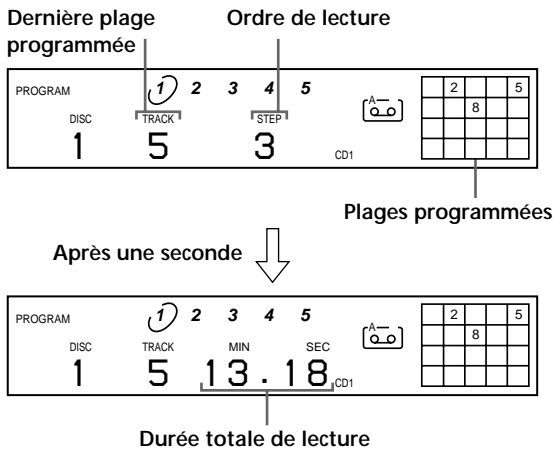 Dernière plage programmée
Ordre de lecture
PROGRAM 1 2 3 4 5
DISC TRACK STEP
1 5 3 CD1
A
2 5
8
Plages programmées
Après une seconde
PROGRAM 1 2 3 4 5
DISC TRACK MIN SEC
1 5 13.18 CD1
A
2 5
8
Durée totale de lecture